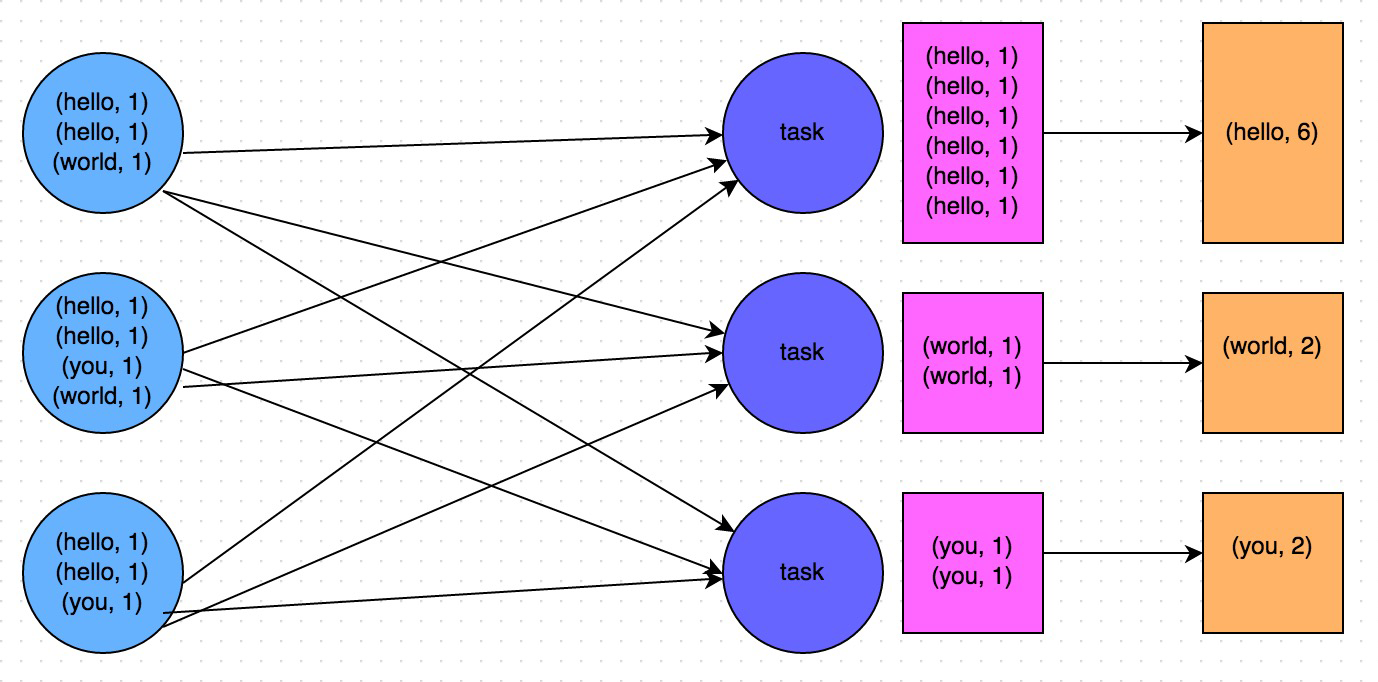 (hello, 1)
(hello, 1)
(world, 1)
task
(hello, 1)
(hello, 1)
(hello, 1)
(hello, 1)
(hello, 1)
(hello, 1)
(hello, 6)
(hello, 1)
(hello, 1)
(you, 1)
(world, 1)
task
(world, 1)
(world, 1)
(world, 2)
(hello, 1)
(hello, 1)
(you, 1)
task
(you, 1)
(you, 1)
(you, 2)